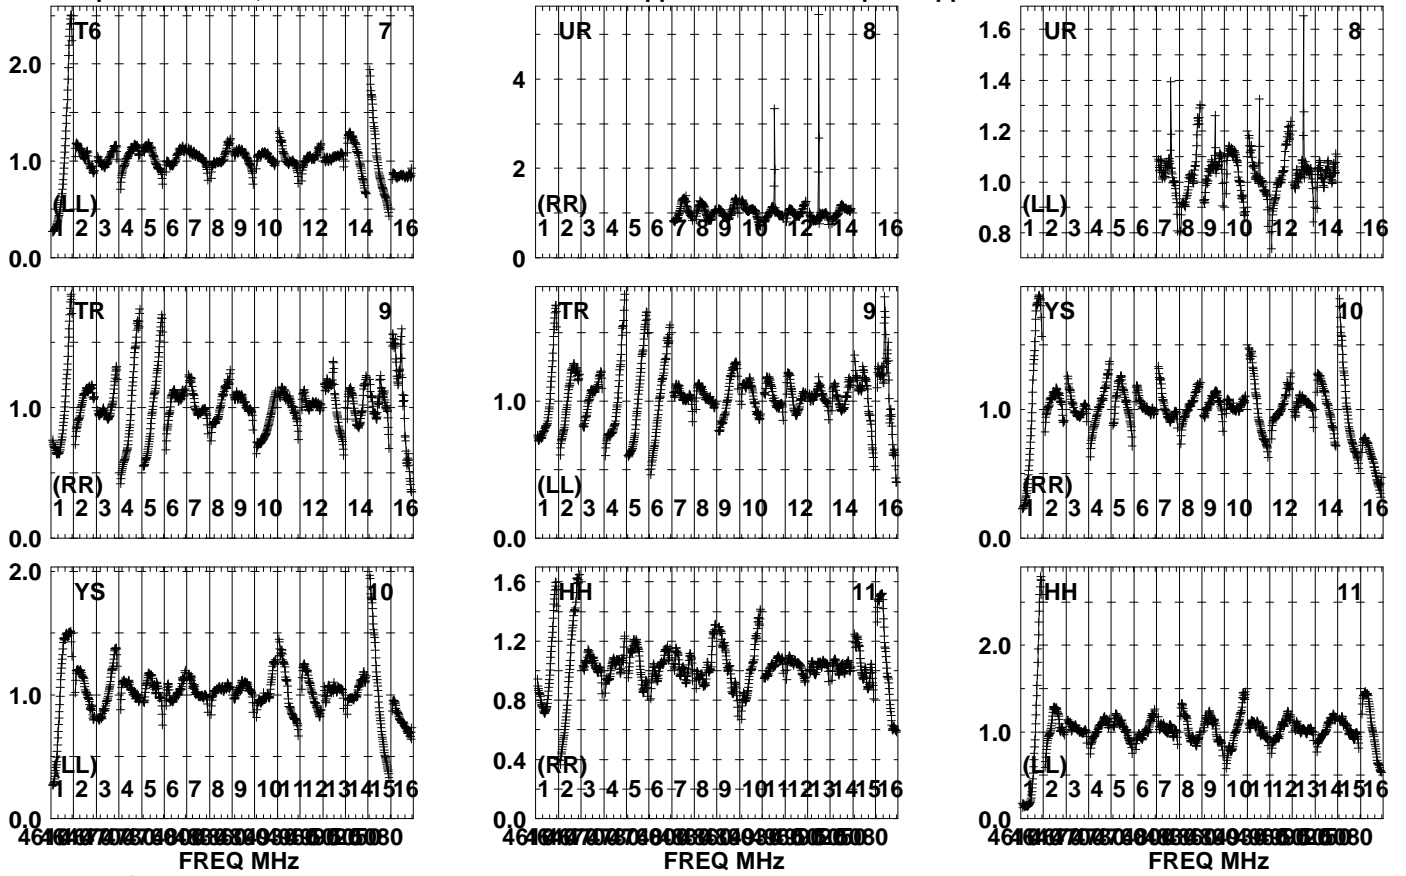 T6 7
2.0
1.0
(LL)
1 2 3 4 5 6 7 8 9 10 12 14 16
0.0
UR 8
4
2
(RR)
1 2 3 4 5 6 7 8 9 10 12 14 16
0
UR 8
1.6
1.4
1.2
1.0
(LL)
0.8
1 2 3 4 5 6 7 8 9 10 12 14 16
TR 9
1.0
(RR)
1 2 3 4 5 6 7 8 9 10 12 14 16
0.0
TR 9
1.0
(LL)
1 2 3 4 5 6 7 8 9 10 12 14 16
0.0
YS 10
1.0
(RR)
1 2 3 4 5 6 7 8 9 10 12 14 16
0.0
YS 10
2.0
1.0
(LL)
1 2 3 4 5 6 7 8 9 10 11 12 13 14 15 16
0.0
FREQ MHz
HH 11
1.6
1.2
0.8
0.4
(RR)
1 2 3 4 5 6 7 8 9 10 11 12 13 14 15 16
0.0
HH 11
2.0
1.0
(LL)
1 2 3 4 5 6 7 8 9 10 11 12 13 14 15 16
0.0
FREQ MHz